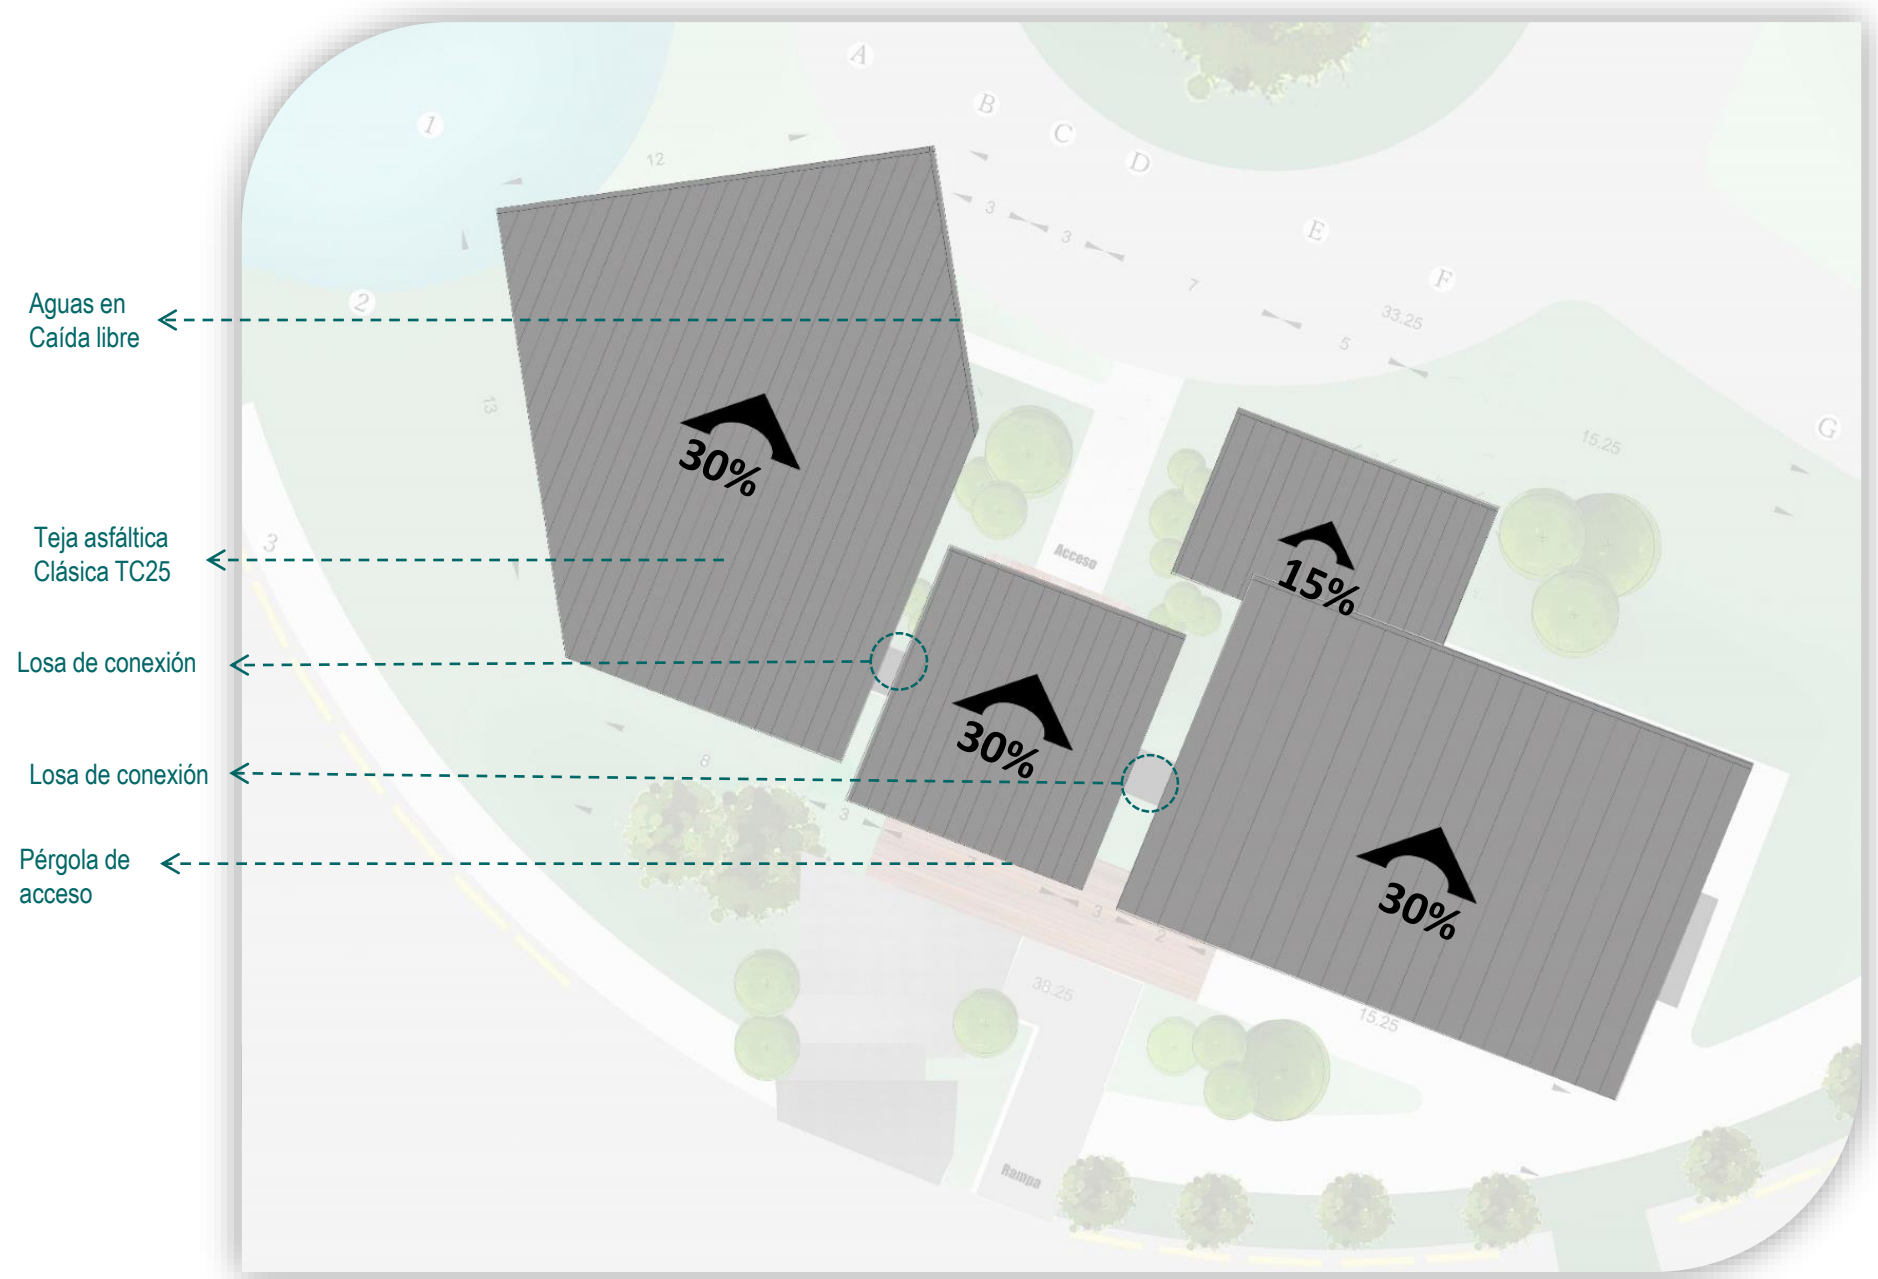 A
B
C
D
E
F
G
1
2
3
12
3
3
7
33.25
5
15.25
13
Aguas en
Caída libre
30%
Teja asfáltica
Clásica TC25
Acceso
15%
Losa de conexión
30%
Losa de conexión
8
3
Pérgola de
acceso
30%
3
2
38.25
15.25
Rampa